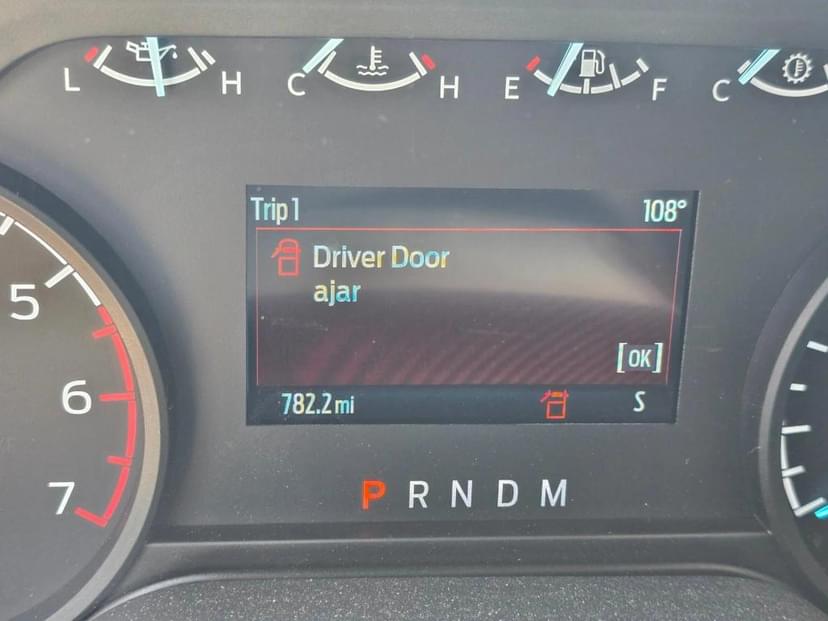 L H C H E F C
Trip 1 108°
Driver Door
ajar
[OK]
782.2 mi S
5
6
7
P R N D M